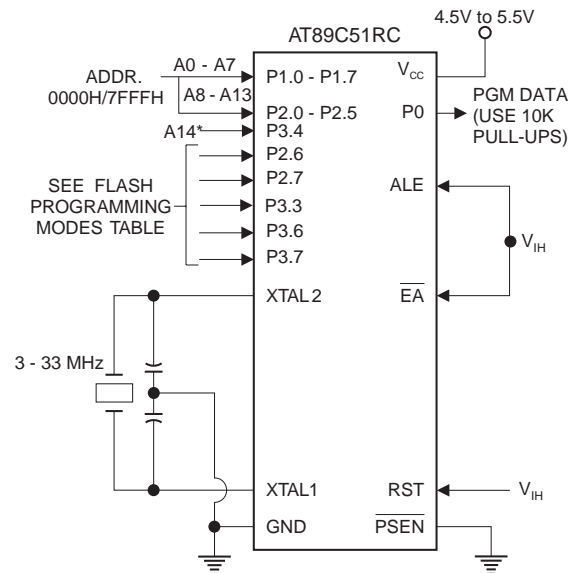 4.5V to 5.5V
AT89C51RC
ADDR.
0000H/7FFFH
A0 - A7
P1.0 - P1.7
VCC
A8 - A13
P2.0 - P2.5
P0
PGM DATA
(USE 10K
PULL-UPS)
A14*
P3.4
P2.6
SEE FLASH
PROGRAMMING
MODES TABLE
P2.7
ALE
P3.3
P3.6
VIH
P3.7
XTAL2
EA
3 - 33 MHz
XTAL1
RST
VIH
GND
PSEN